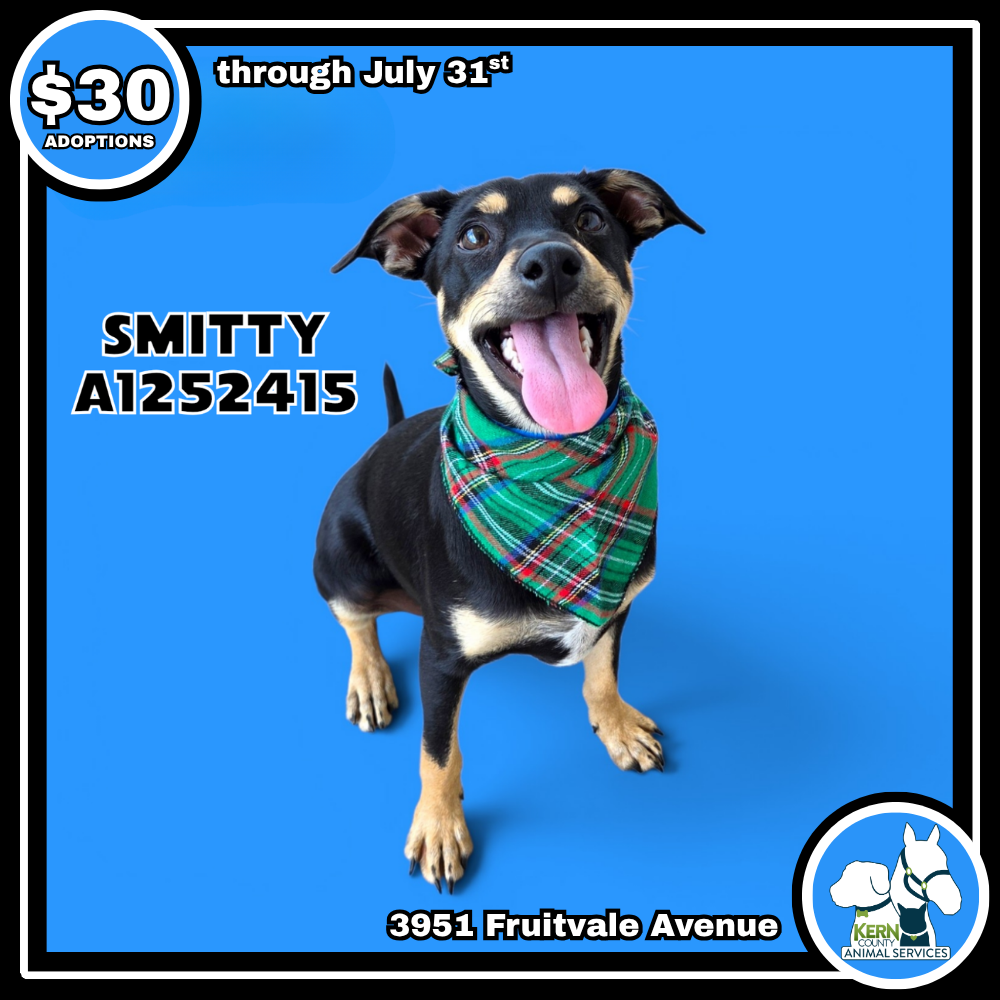 $30
ADOPTIONS
through July 31st
SMITTY
A1252415
3951 Fruitvale Avenue
KERN
COUNTY
ANIMAL SERVICES